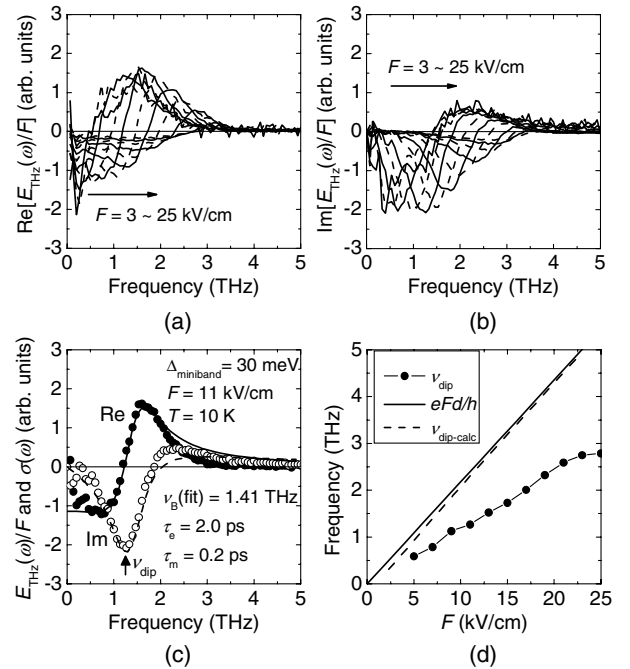 3
2
1
0
-1
-2
-3
Re[E_THz(ω)/F] (arb. units)
F = 3 ~ 25 kV/cm
0 1 2 3 4 5
Frequency (THz)
(a)
3
2
1
0
-1
-2
-3
Im[E_THz(ω)/F] (arb. units)
F = 3 ~ 25 kV/cm
0 1 2 3 4 5
Frequency (THz)
(b)
3
2
1
0
-1
-2
-3
E_THz(ω)/F and σ(ω) (arb. units)
Δ_miniband = 30 meV
F = 11 kV/cm
T = 10 K
Re
Im
ν_B(fit) = 1.41 THz
τ_e = 2.0 ps
τ_m = 0.2 ps
ν_dip
0 1 2 3 4 5
Frequency (THz)
(c)
5
4
3
2
1
0
Frequency (THz)
ν_dip
eFd/h
ν_dip-calc
0 5 10 15 20 25
F (kV/cm)
(d)